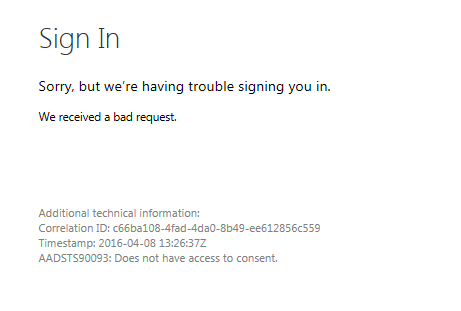 Sign In
Sorry, but we're having trouble signing you in.
We received a bad request.
Additional technical information:
Correlation ID: c66ba108-4fad-4da0-8b49-ee612856c559
Timestamp: 2016-04-08 13:26:37Z
AADSTS90093: Does not have access to consent.